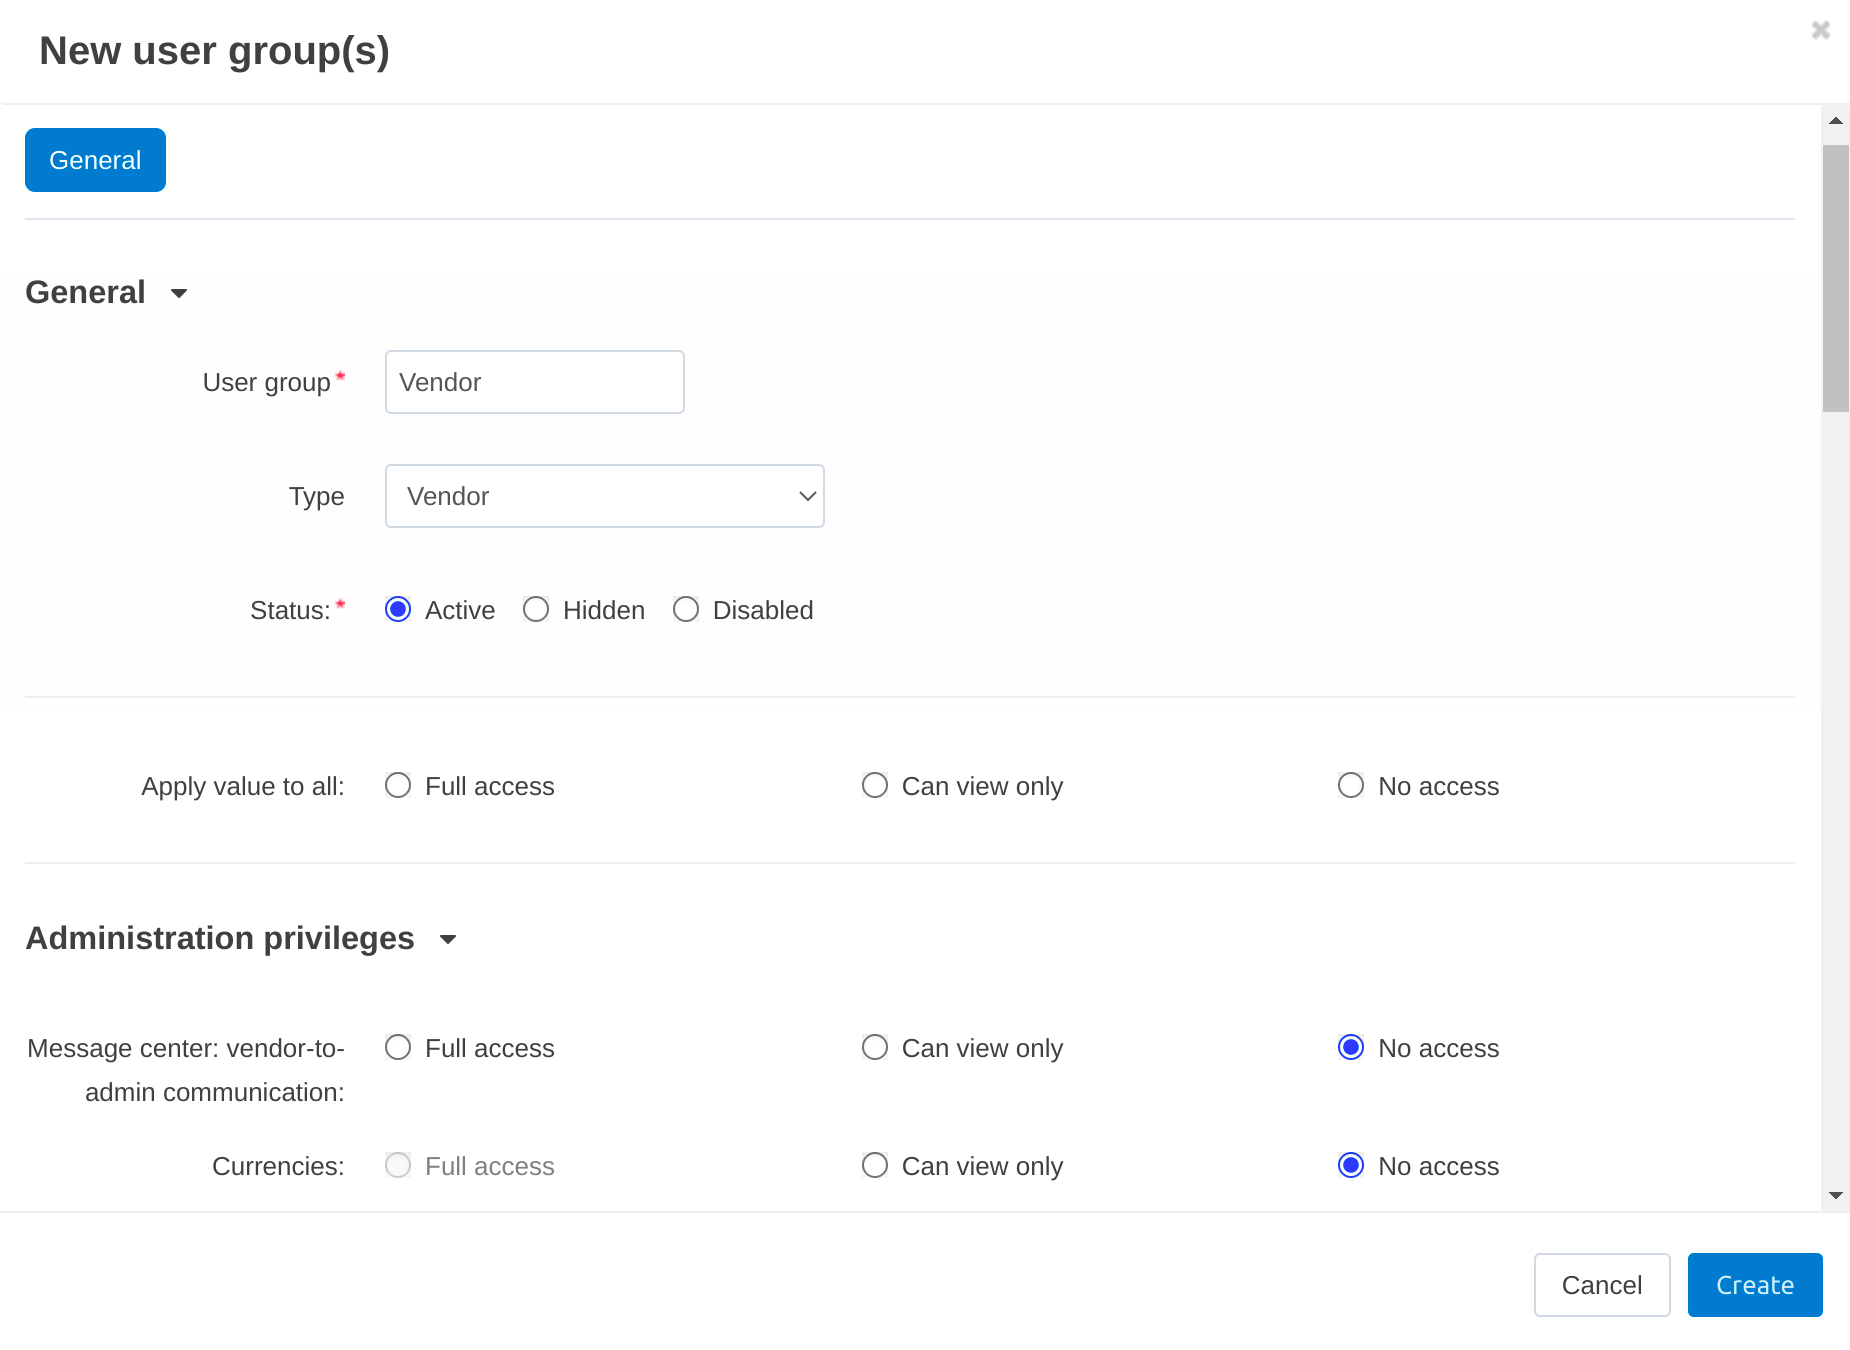 New user group(s)
General
General
User group*
Vendor
Type
Vendor
Status:* Active Hidden Disabled
Apply value to all: Full access Can view only No access
Administration privileges
Message center: vendor-to-
admin communication:
Full access Can view only No access
Currencies: Full access Can view only No access
Cancel Create